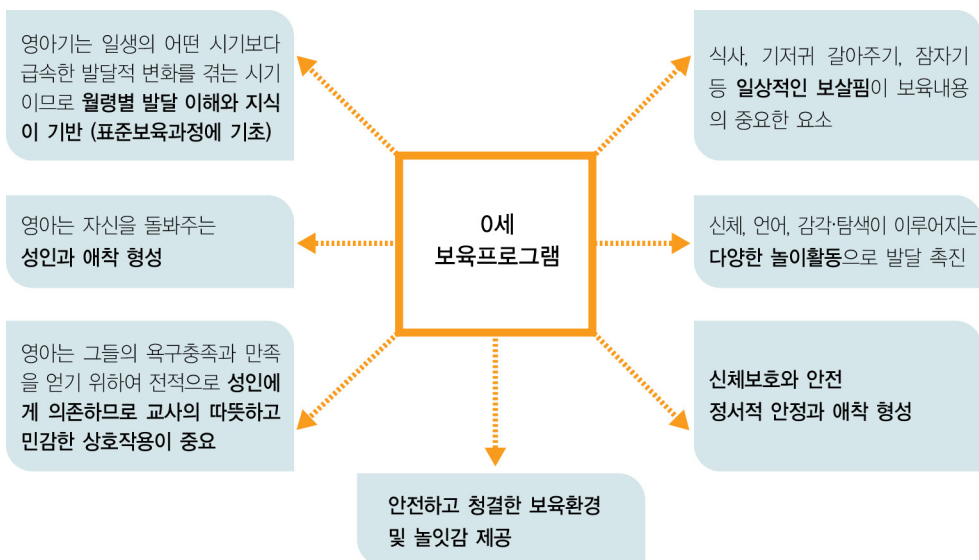 영아기는 일생의 어떤 시기보다
급속한 발달적 변화를 겪는 시기
이므로 월령별 발달 이해와 지식
이 기반 (표준보육과정에 기초)
영아는 자신을 돌봐주는
성인과 애착 형성
영아는 그들의 욕구충족과 만족
을 얻기 위하여 전적으로 성인에
게 의존하므로 교사의 따뜻하고
민감한 상호작용이 중요
0세
보육프로그램
식사, 기저귀 갈아주기, 잠자기
등 일상적인 보살핌이 보육내용
의 중요한 요소
신체, 언어, 감각·탐색이 이루어지는
다양한 놀이활동으로 발달 촉진
신체보호와 안전
정서적 안정과 애착 형성
안전하고 청결한 보육환경
및 놀잇감 제공